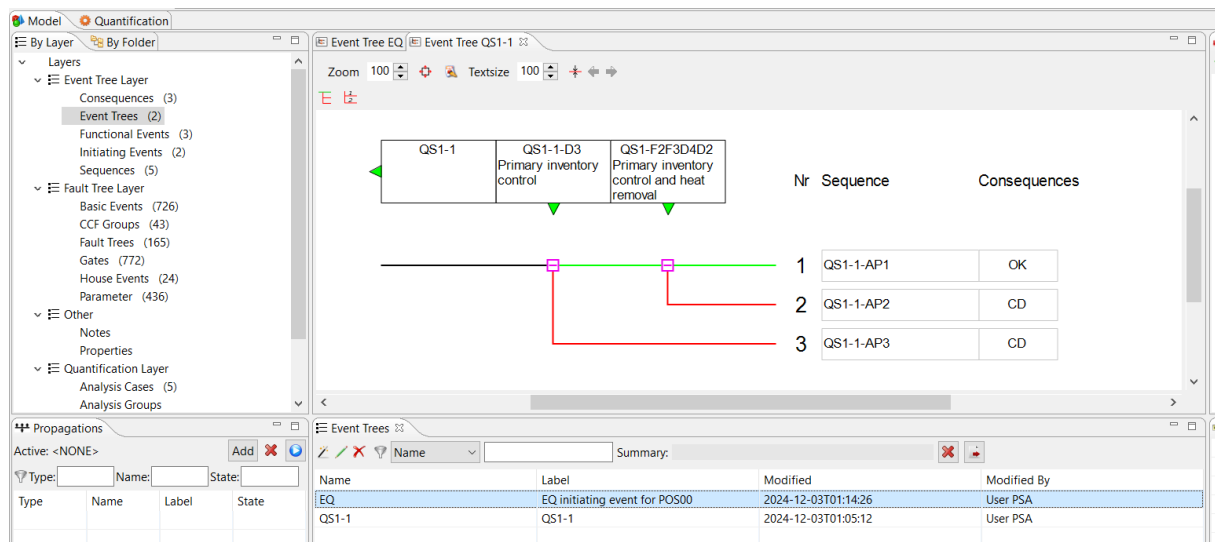 Model Quantification
By Layer By Folder
Layers
Event Tree Layer
Consequences (3)
Event Trees (2)
Functional Events (3)
Initiating Events (2)
Sequences (5)
Fault Tree Layer
Basic Events (726)
CCF Groups (43)
Fault Trees (165)
Gates (772)
House Events (24)
Parameter (436)
Other
Notes
Properties
Quantification Layer
Analysis Cases (5)
Analysis Groups
Event Tree EQ Event Tree QS1-1
Zoom 100 Textsize 100
QS1-1
QS1-1-D3
Primary inventory
control
QS1-F2F3D4D2
Primary inventory
control and heat
removal
Nr Sequence Consequences
1 QS1-1-AP1 OK
2 QS1-1-AP2 CD
3 QS1-1-AP3 CD
Propagations
Active: <NONE> Add
Type: Name: State:
Type Name Label State
Event Trees
Name Summary:
Name Label Modified Modified By
EQ EQ initiating event for POS00 2024-12-03T01:14:26 User PSA
QS1-1 QS1-1 2024-12-03T01:05:12 User PSA